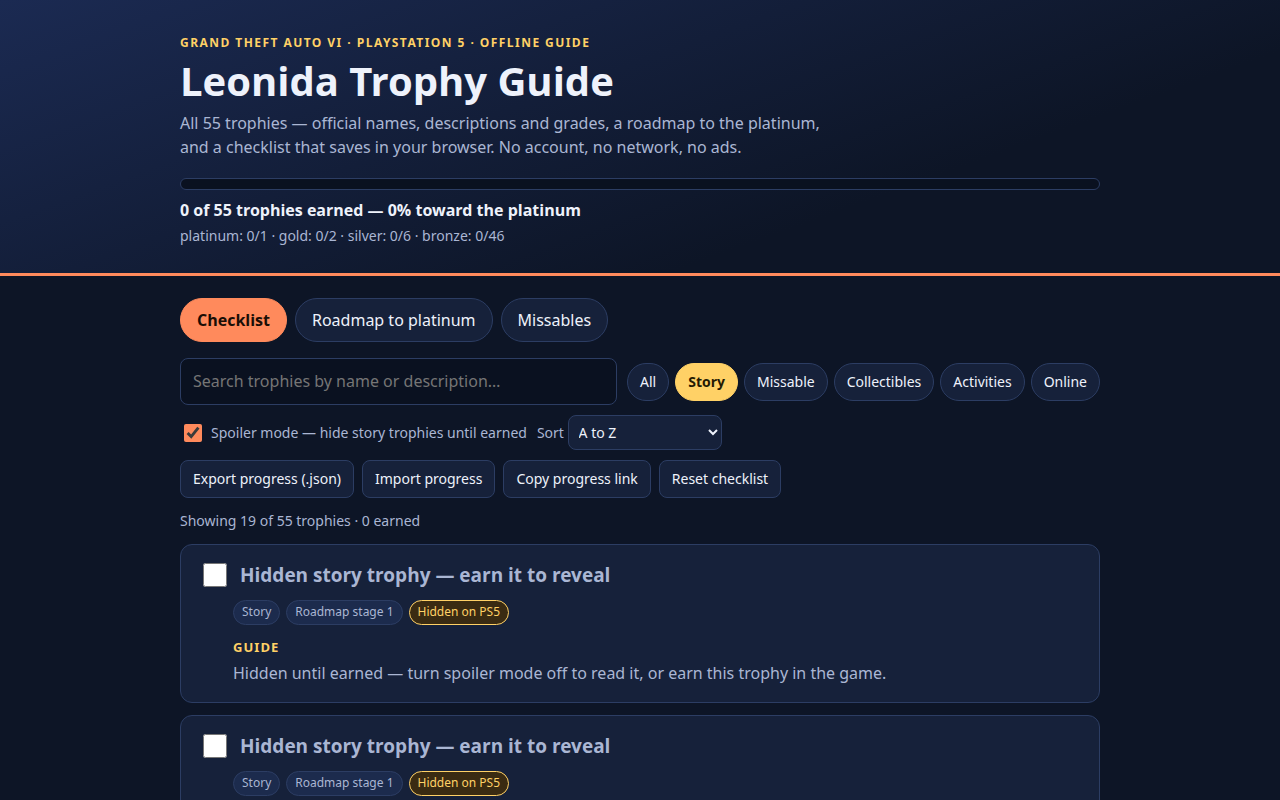 GRAND THEFT AUTO VI · PLAYSTATION 5 · OFFLINE GUIDE
Leonida Trophy Guide
All 55 trophies — official names, descriptions and grades, a roadmap to the platinum,
and a checklist that saves in your browser. No account, no network, no ads.
0 of 55 trophies earned — 0% toward the platinum
platinum: 0/1 · gold: 0/2 · silver: 0/6 · bronze: 0/46
Checklist Roadmap to platinum Missables
Search trophies by name or description... All Story Missable Collectibles Activities Online
Spoiler mode — hide story trophies until earned Sort A to Z
Export progress (.json) Import progress Copy progress link Reset checklist
Showing 19 of 55 trophies · 0 earned
Hidden story trophy — earn it to reveal
Story Roadmap stage 1 Hidden on PS5
GUIDE
Hidden until earned — turn spoiler mode off to read it, or earn this trophy in the game.
Hidden story trophy — earn it to reveal
Story Roadmap stage 1 Hidden on PS5